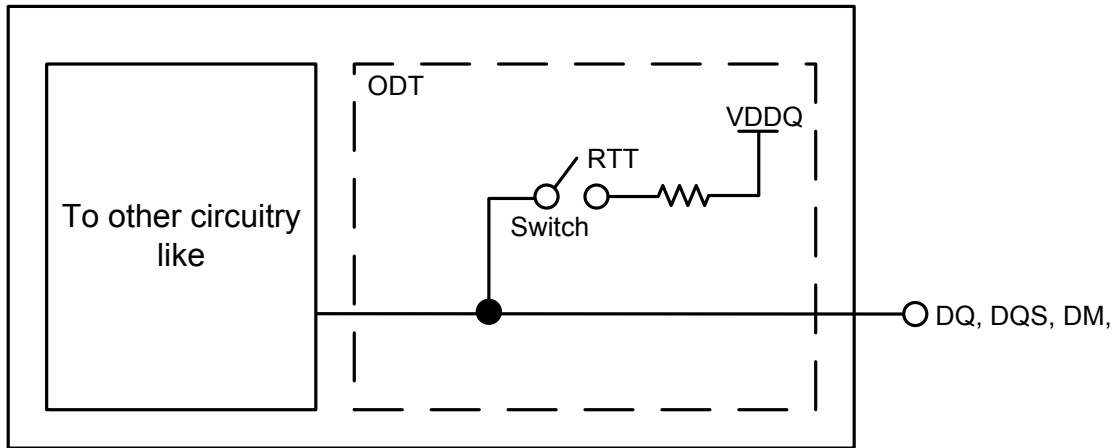 ODT
VDDQ
RTT
Switch
To other circuitry
like
DQ, DQS, DM,